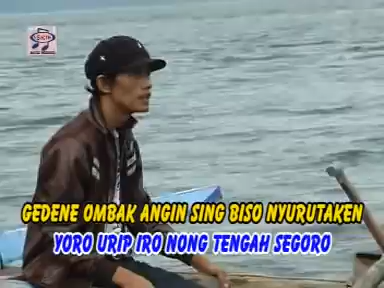 GEDENE OMBAK ANGIN SING BISO NYURUTAKEN
YORO URIP IRO NONG TENGAH SEGORO